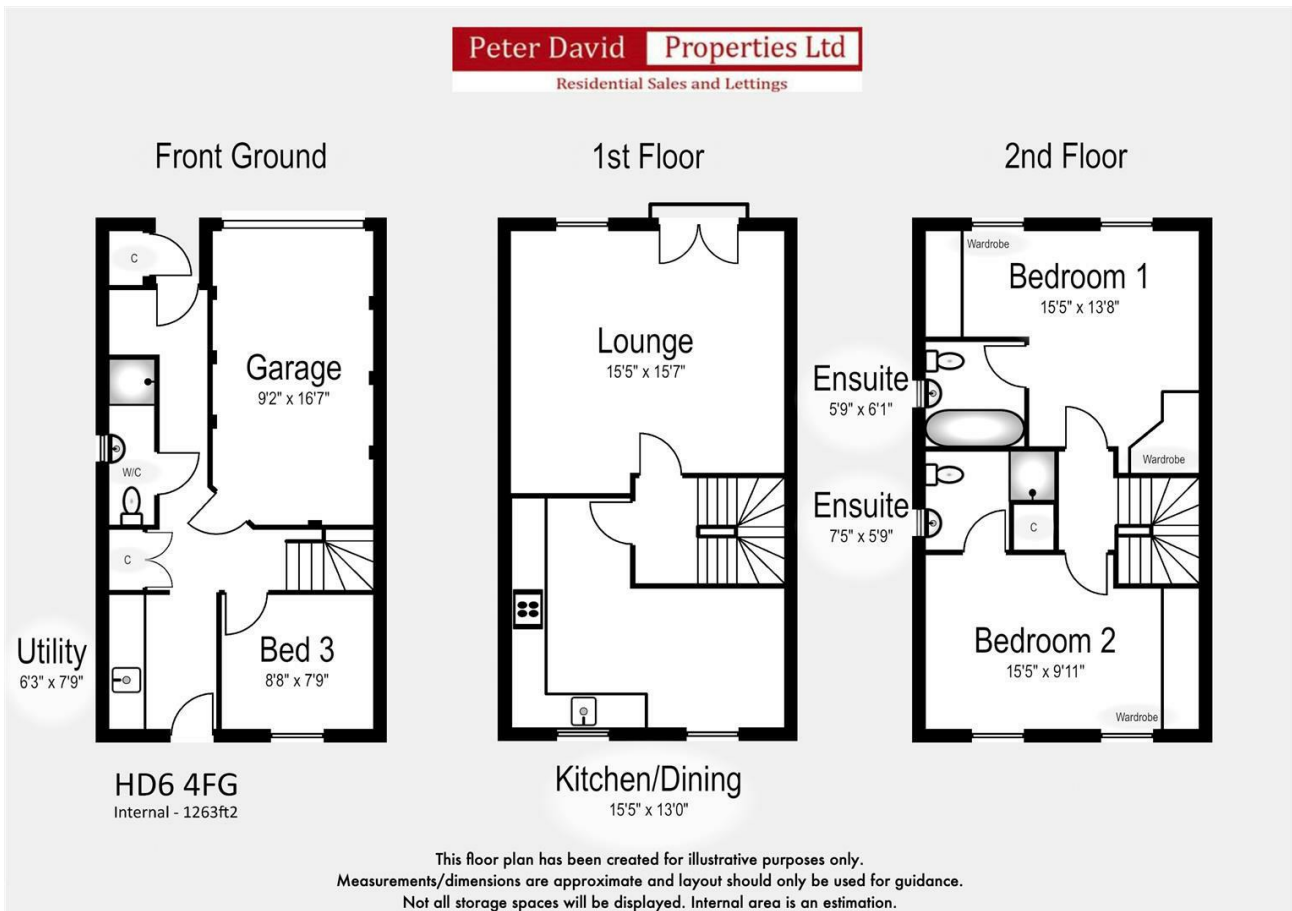 Peter David Properties Ltd
Residential Sales and Lettings
Front Ground
C
Garage
9'2" x 16'7"
W/C
C
Utility
6'3" x 7'9"
Bed 3
8'8" x 7'9"
HD6 4FG
Internal - 1263ft2
1st Floor
Lounge
15'5" x 15'7"
Kitchen/Dining
15'5" x 13'0"
2nd Floor
Wardrobe
Bedroom 1
15'5" x 13'8"
Ensuite
5'9" x 6'1"
Wardrobe
Ensuite
7'5" x 5'9"
C
Bedroom 2
15'5" x 9'11"
Wardrobe
This floor plan has been created for illustrative purposes only.
Measurements/dimensions are approximate and layout should only be used for guidance.
Not all storage spaces will be displayed. Internal area is an estimation.